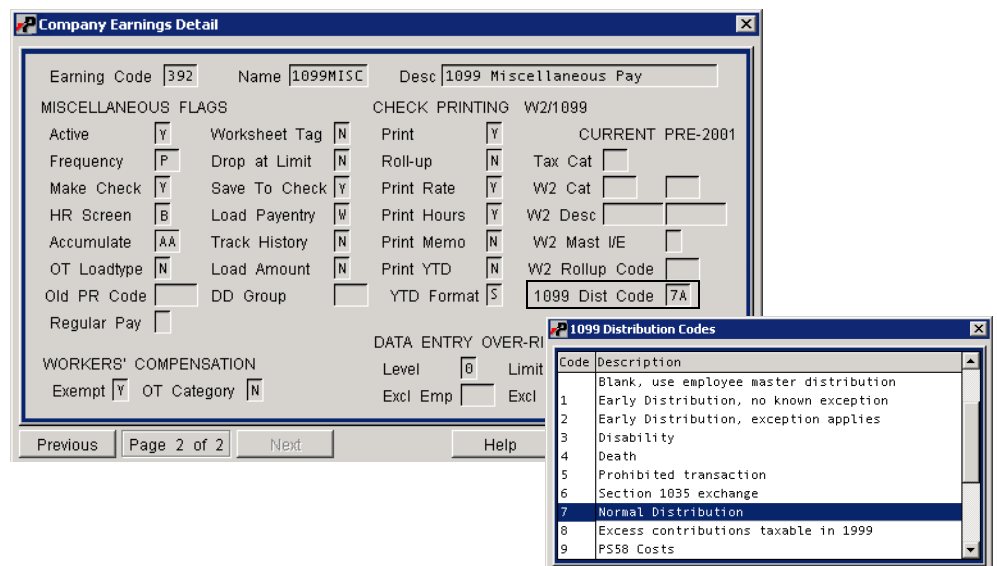 Company Earnings Detail
Earning Code 392 Name 1099MISC Desc 1099 Miscellaneous Pay
MISCELLANEOUS FLAGS CHECK PRINTING W2/1099
Active Y Worksheet Tag N Print Y CURRENT PRE-2001
Frequency P Drop at Limit N Roll-up N Tax Cat
Make Check Y Save To Check Y Print Rate Y W2 Cat
HR Screen B Load Payentry W Print Hours Y W2 Desc
Accumulate AA Track History N Print Memo N W2 Mast I/E
OT Loadtype N Load Amount N Print YTD N W2 Rollup Code
Old PR Code DD Group YTD Format S 1099 Dist Code 7A
Regular Pay
DATA ENTRY OVER-RI
WORKERS' COMPENSATION Level 0 Limit
Exempt Y OT Category N Excl Emp Excl
Previous Page 2 of 2 Next Help
1099 Distribution Codes
Code Description
Blank, use employee master distribution
1 Early Distribution, no known exception
2 Early Distribution, exception applies
3 Disability
4 Death
5 Prohibited transaction
6 Section 1035 exchange
7 Normal Distribution
8 Excess contributions taxable in 1999
9 PS58 Costs